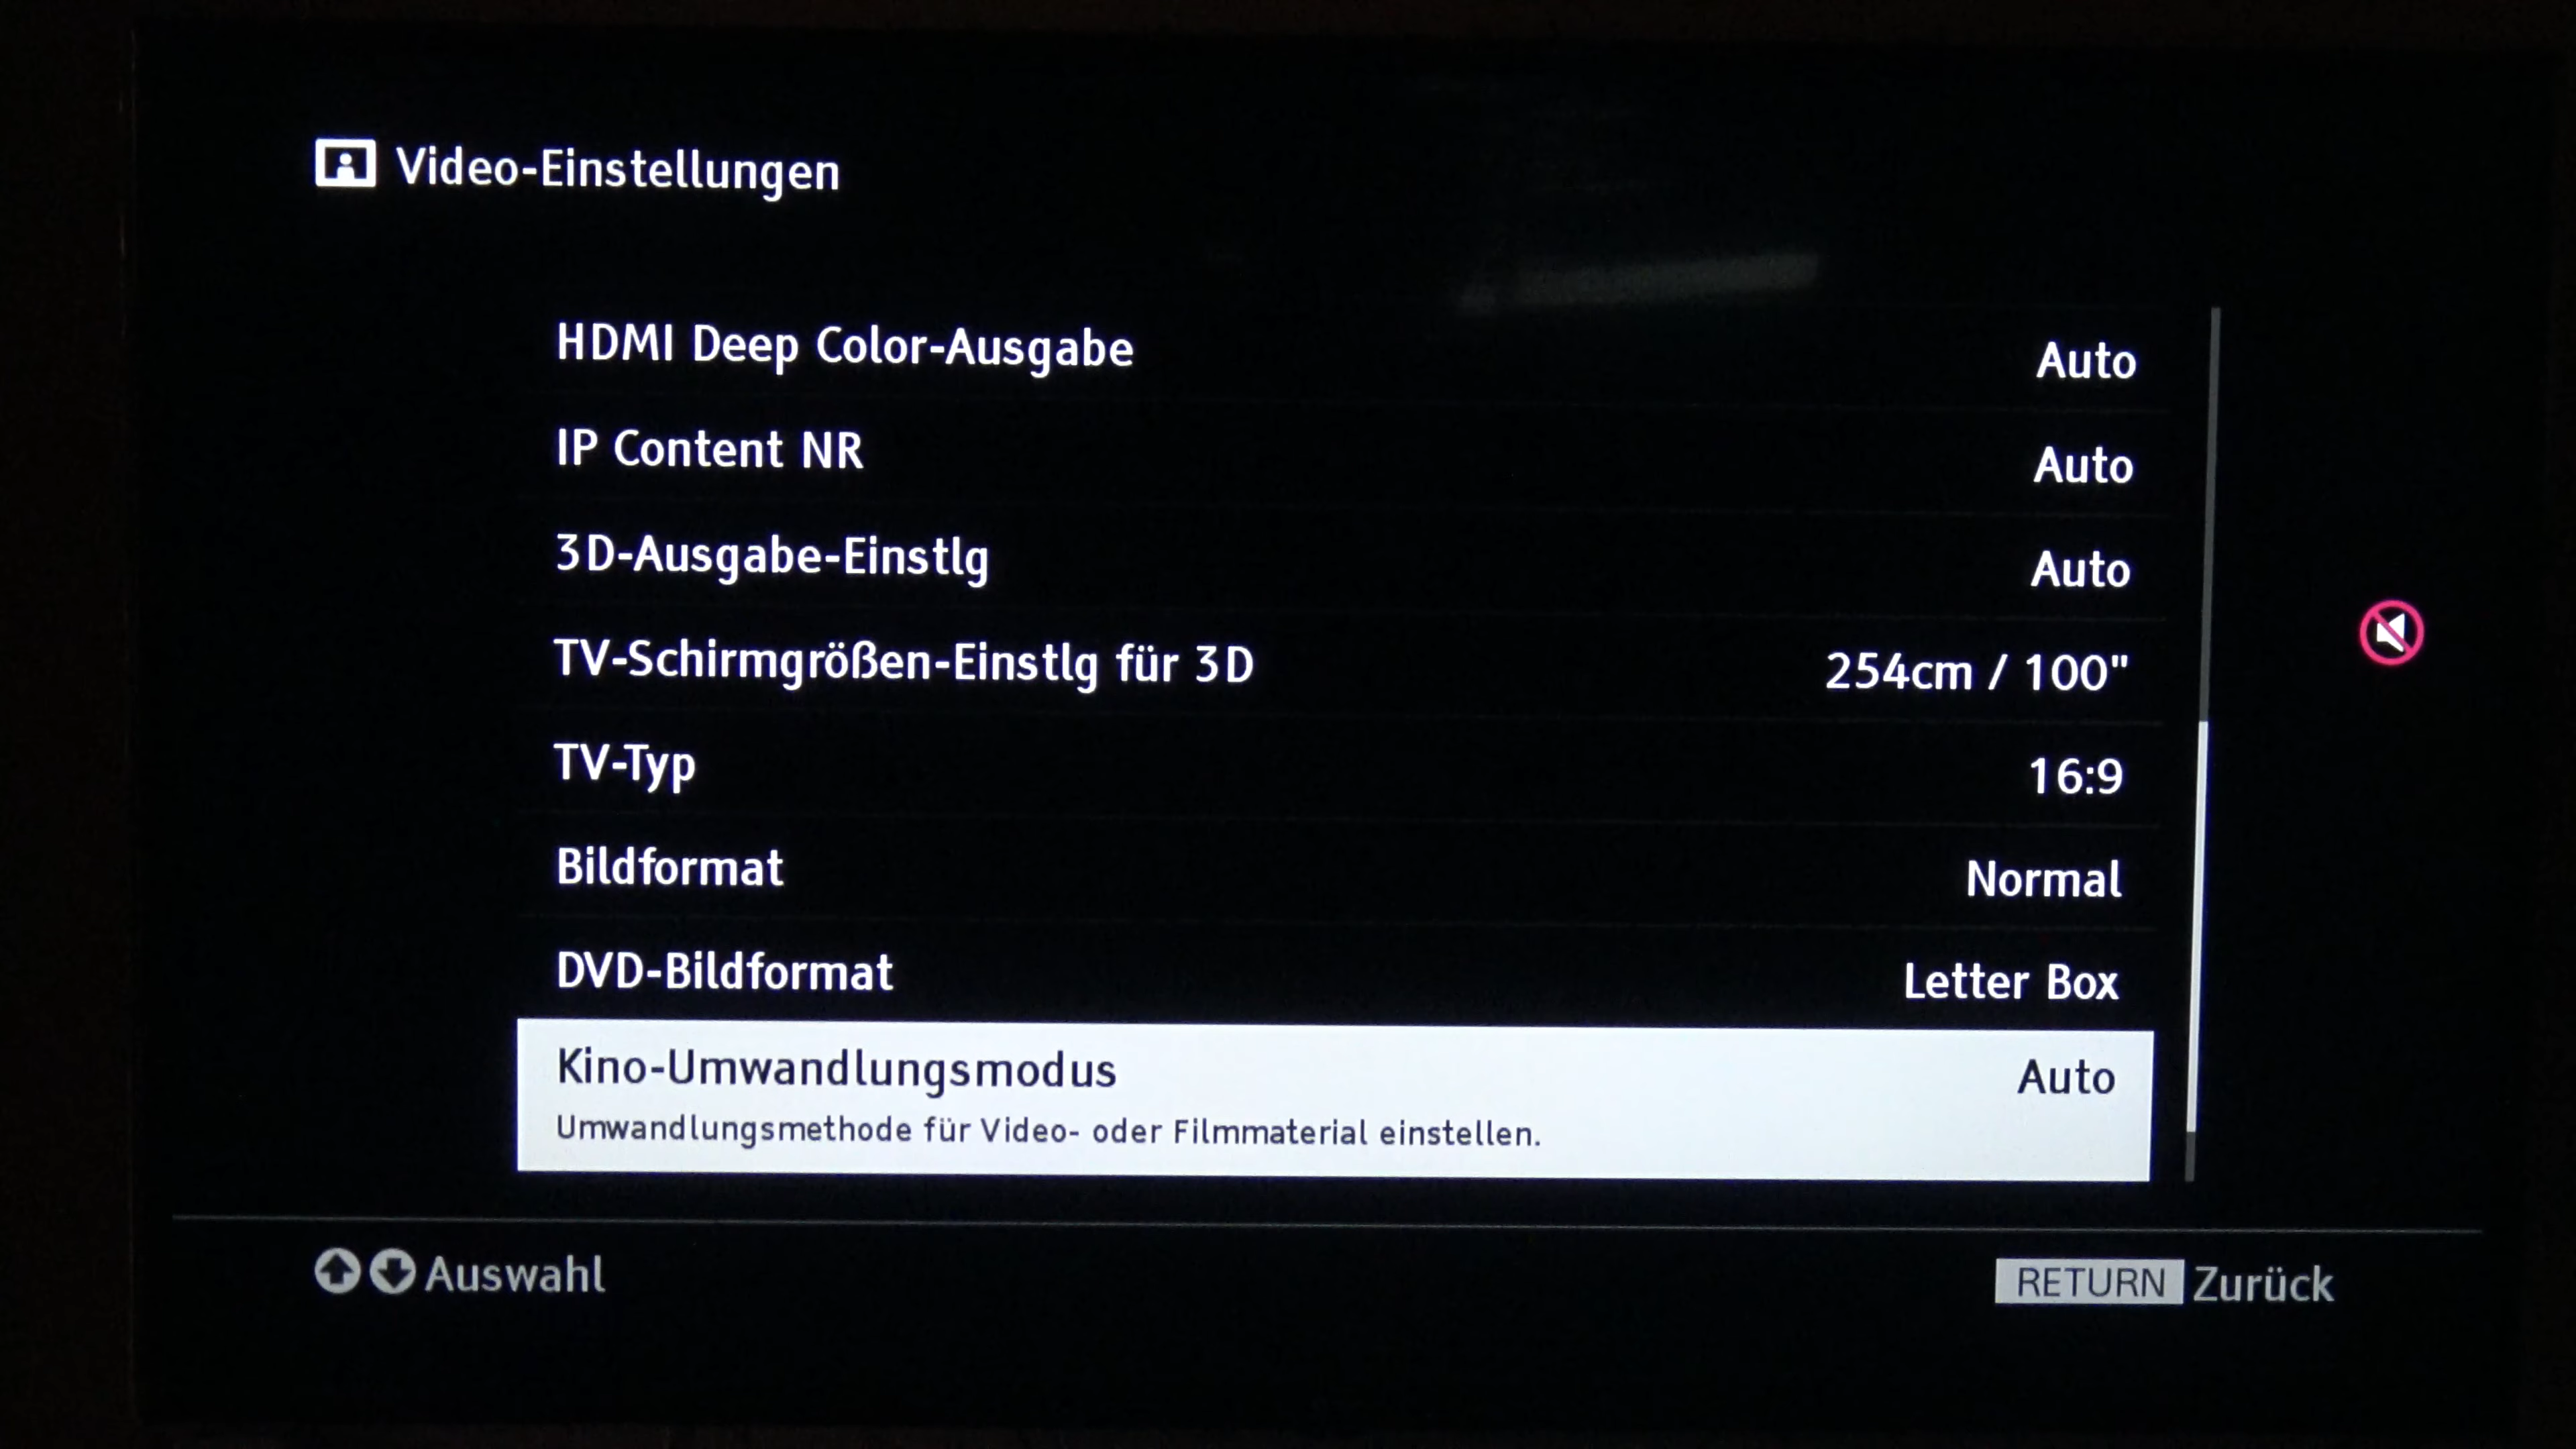 Video-Einstellungen
HDMI Deep Color-Ausgabe Auto
IP Content NR Auto
3D-Ausgabe-Einstlg Auto
TV-Schirmgrößen-Einstlg für 3D 254cm / 100"
TV-Typ 16:9
Bildformat Normal
DVD-Bildformat Letter Box
Kino-Umwandlungsmodus Auto
Umwandlungsmethode für Video- oder Filmmaterial einstellen.
Auswahl RETURN Zurück